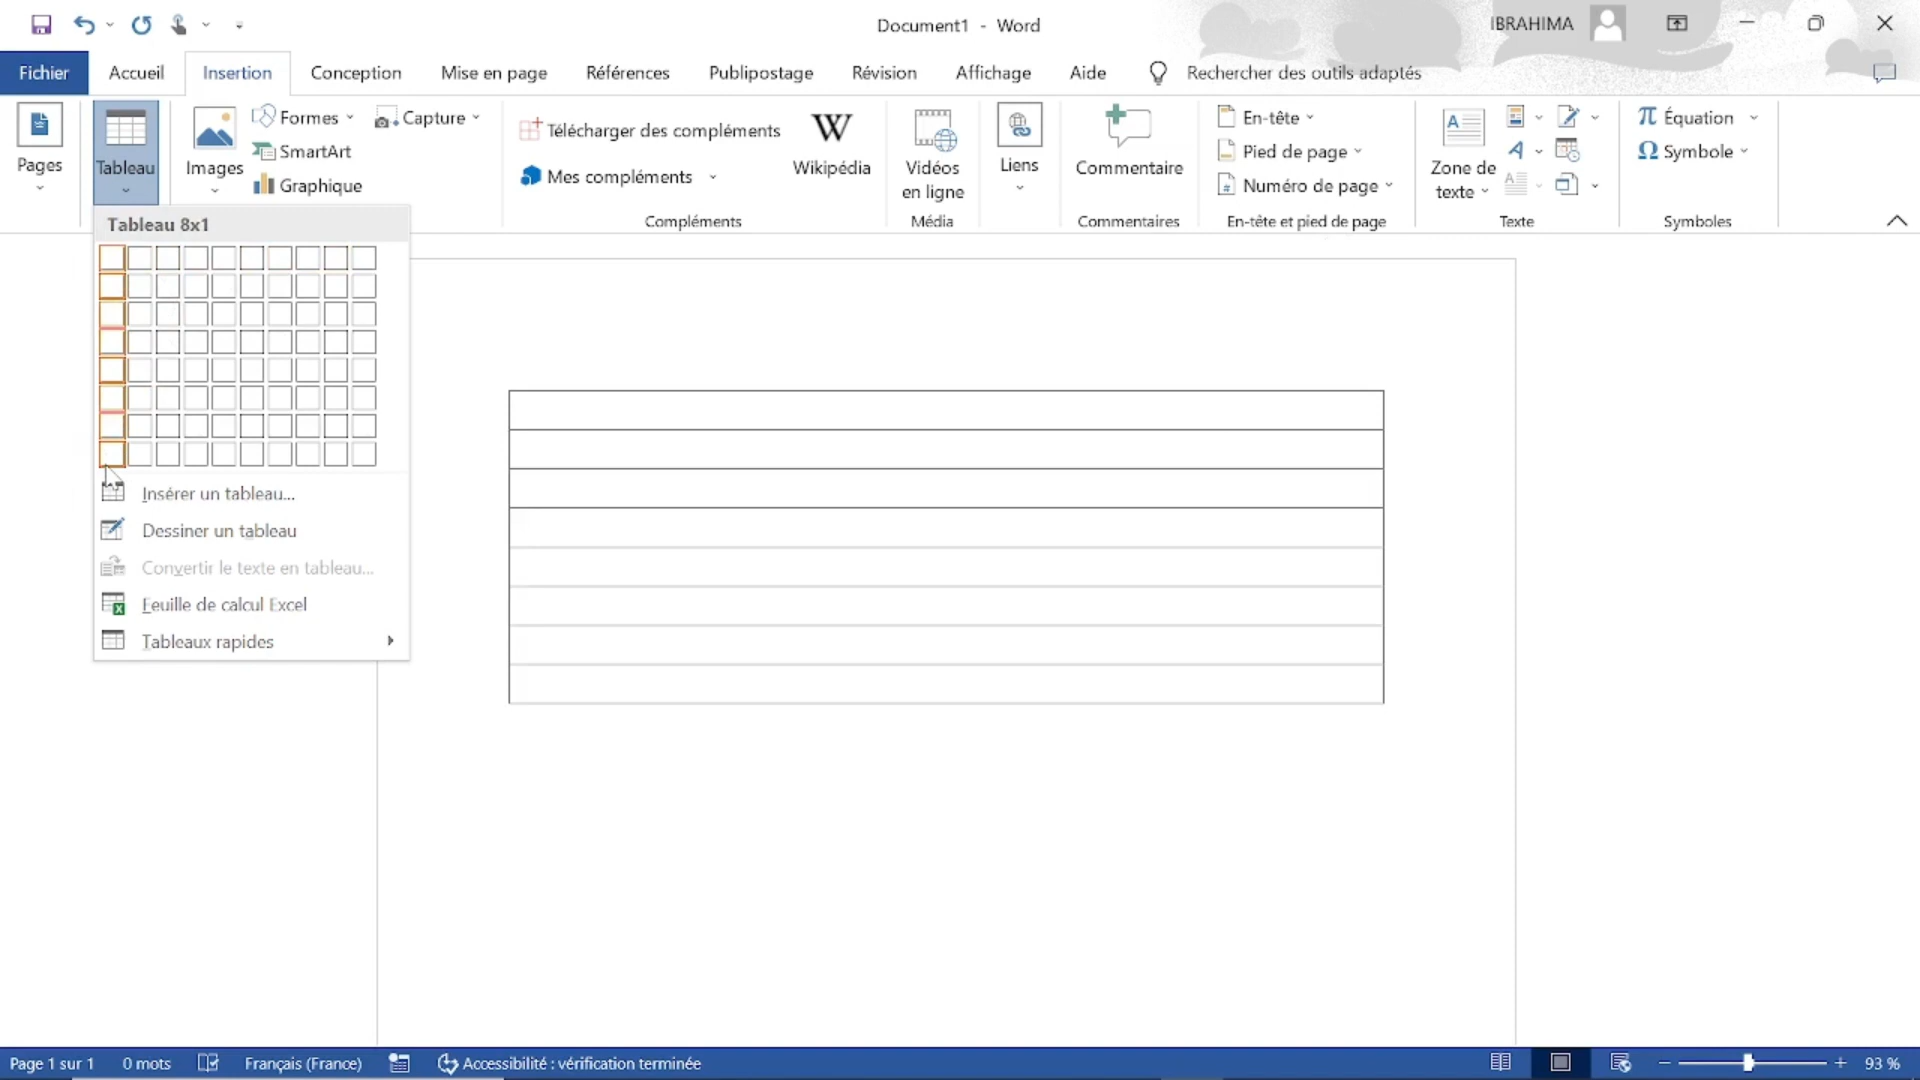 Document1 - Word
IBRAHIMA
Fichier Accueil Insertion Conception Mise en page Références Publipostage Révision Affichage Aide Rechercher des outils adaptés
Pages
Tableau
Images
Formes
SmartArt
Graphique
Capture
Télécharger des compléments
Mes compléments
Wikipédia
Compléments
Vidéos
en ligne
Média
Liens
Commentaire
Commentaires
En-tête
Pied de page
Numéro de page
En-tête et pied de page
Zone de
texte
Texte
Équation
Symbole
Symboles
Tableau 8x1
Insérer un tableau...
Dessiner un tableau
Convertir le texte en tableau...
Feuille de calcul Excel
Tableaux rapides
Page 1 sur 1 0 mots Français (France) Accessibilité : vérification terminée 93 %